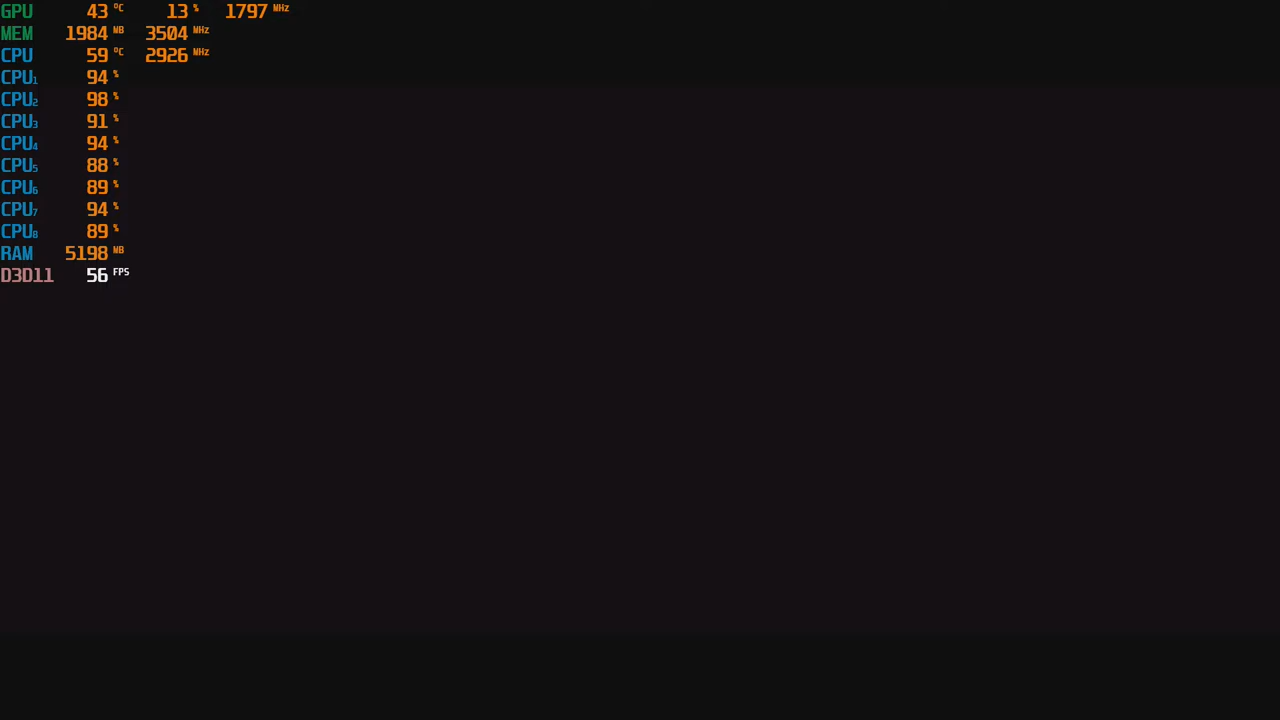 GPU 43 °C 13 % 1797 MHz
MEM 1984 MB 3504 MHz
CPU 59 °C 2926 MHz
CPU1 94 %
CPU2 98 %
CPU3 91 %
CPU4 94 %
CPU5 88 %
CPU6 89 %
CPU7 94 %
CPU8 89 %
RAM 5198 MB
D3D11 56 FPS